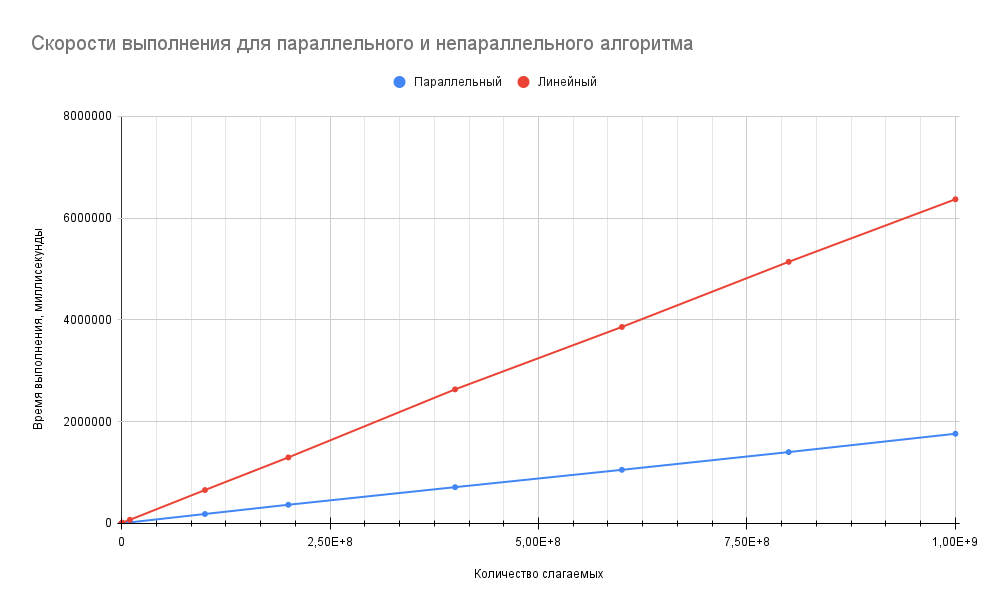 Скорости выполнения для параллельного и непараллельного алгоритма
Параллельный
Линейный
8000000
6000000
4000000
2000000
0
Время выполнения, миллисекунды
0
2,50E+8
5,00E+8
7,50E+8
1,00E+9
Количество слагаемых